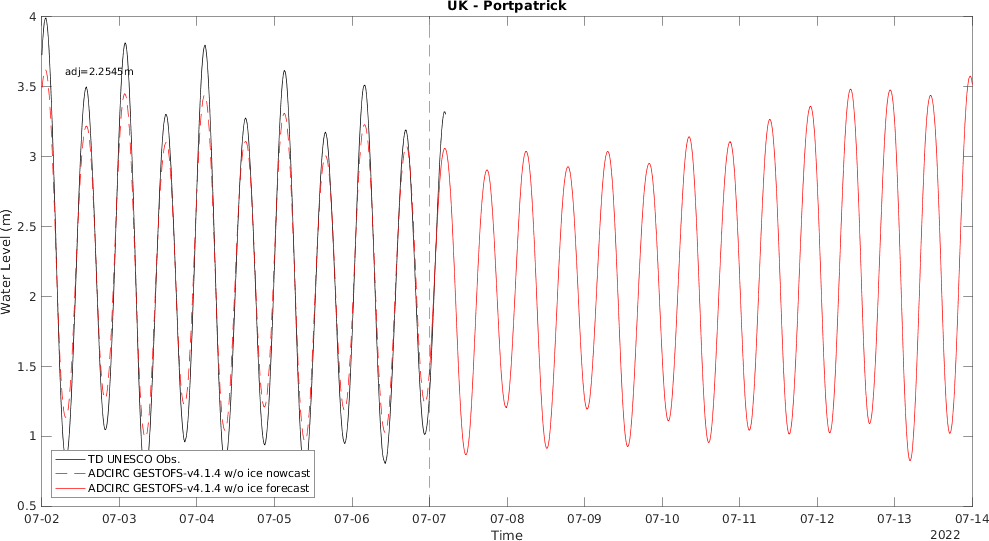 UK - Portpatrick
adj=2.2545m
4
3.5
3
2.5
2
1.5
1
0.5
Water Level (m)
TD UNESCO Obs.
ADCIRC GESTOFS-v4.1.4 w/o ice nowcast
ADCIRC GESTOFS-v4.1.4 w/o ice forecast
07-02 07-03 07-04 07-05 07-06 07-07 07-08 07-09 07-10 07-11 07-12 07-13 07-14
Time
2022